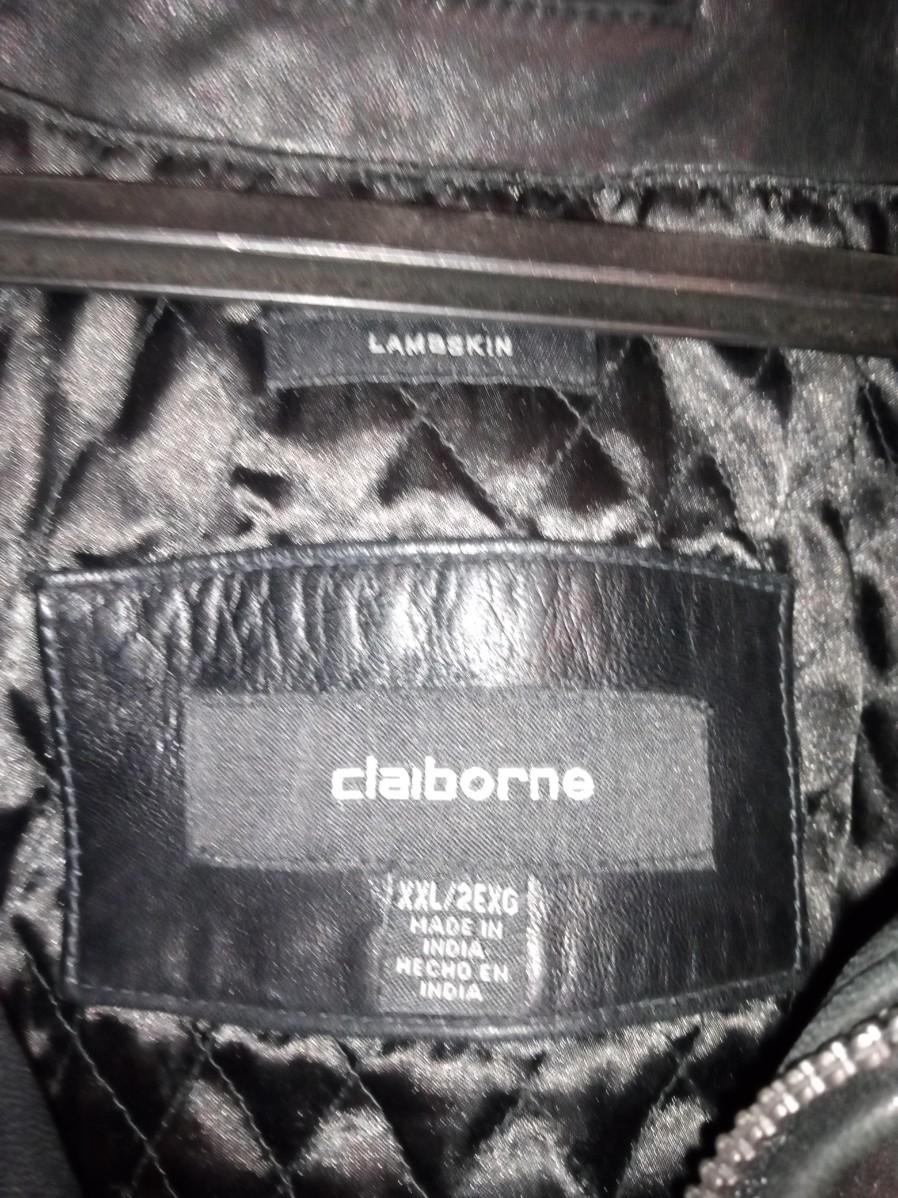 LAMBSKIN
claiborne
XXL/2EXG
MADE IN
INDIA
HECHO EN
INDIA